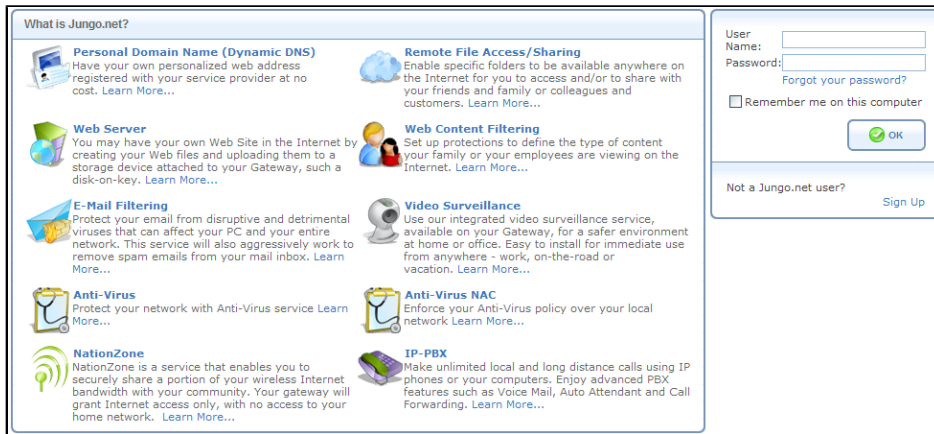 What is Jungo.net?
Personal Domain Name (Dynamic DNS)
Have your own personalized web address
registered with your service provider at no
cost. Learn More...
Remote File Access/Sharing
Enable specific folders to be available anywhere on
the Internet for you to access and/or to share with
your friends and family or colleagues and
customers. Learn More...
Web Server
You may have your own Web Site in the Internet by
creating your Web files and uploading them to a
storage device attached to your Gateway, such a
disk-on-key. Learn More...
Web Content Filtering
Set up protections to define the type of content
your family or your employees are viewing on the
Internet. Learn More...
E-Mail Filtering
Protect your email from disruptive and detrimental
viruses that can affect your PC and your entire
network. This service will also aggressively work to
remove spam emails from your mail inbox. Learn
More...
Video Surveillance
Use our integrated video surveillance service,
available on your Gateway, for a safer environment
at home or office. Easy to install for immediate use
from anywhere - work, on-the-road or
vacation. Learn More...
Anti-Virus
Protect your network with Anti-Virus service Learn
More...
Anti-Virus NAC
Enforce your Anti-Virus policy over your local
network Learn More...
NationZone
NationZone is a service that enables you to
securely share a portion of your wireless Internet
bandwidth with your community. Your gateway will
grant Internet access only, with no access to your
home network. Learn More...
IP-PBX
Make unlimited local and long distance calls using IP
phones or your computers. Enjoy advanced PBX
features such as Voice Mail, Auto Attendant and Call
Forwarding. Learn More...
User
Name:
Password:
Forgot your password?
Remember me on this computer
OK
Not a Jungo.net user?
Sign Up